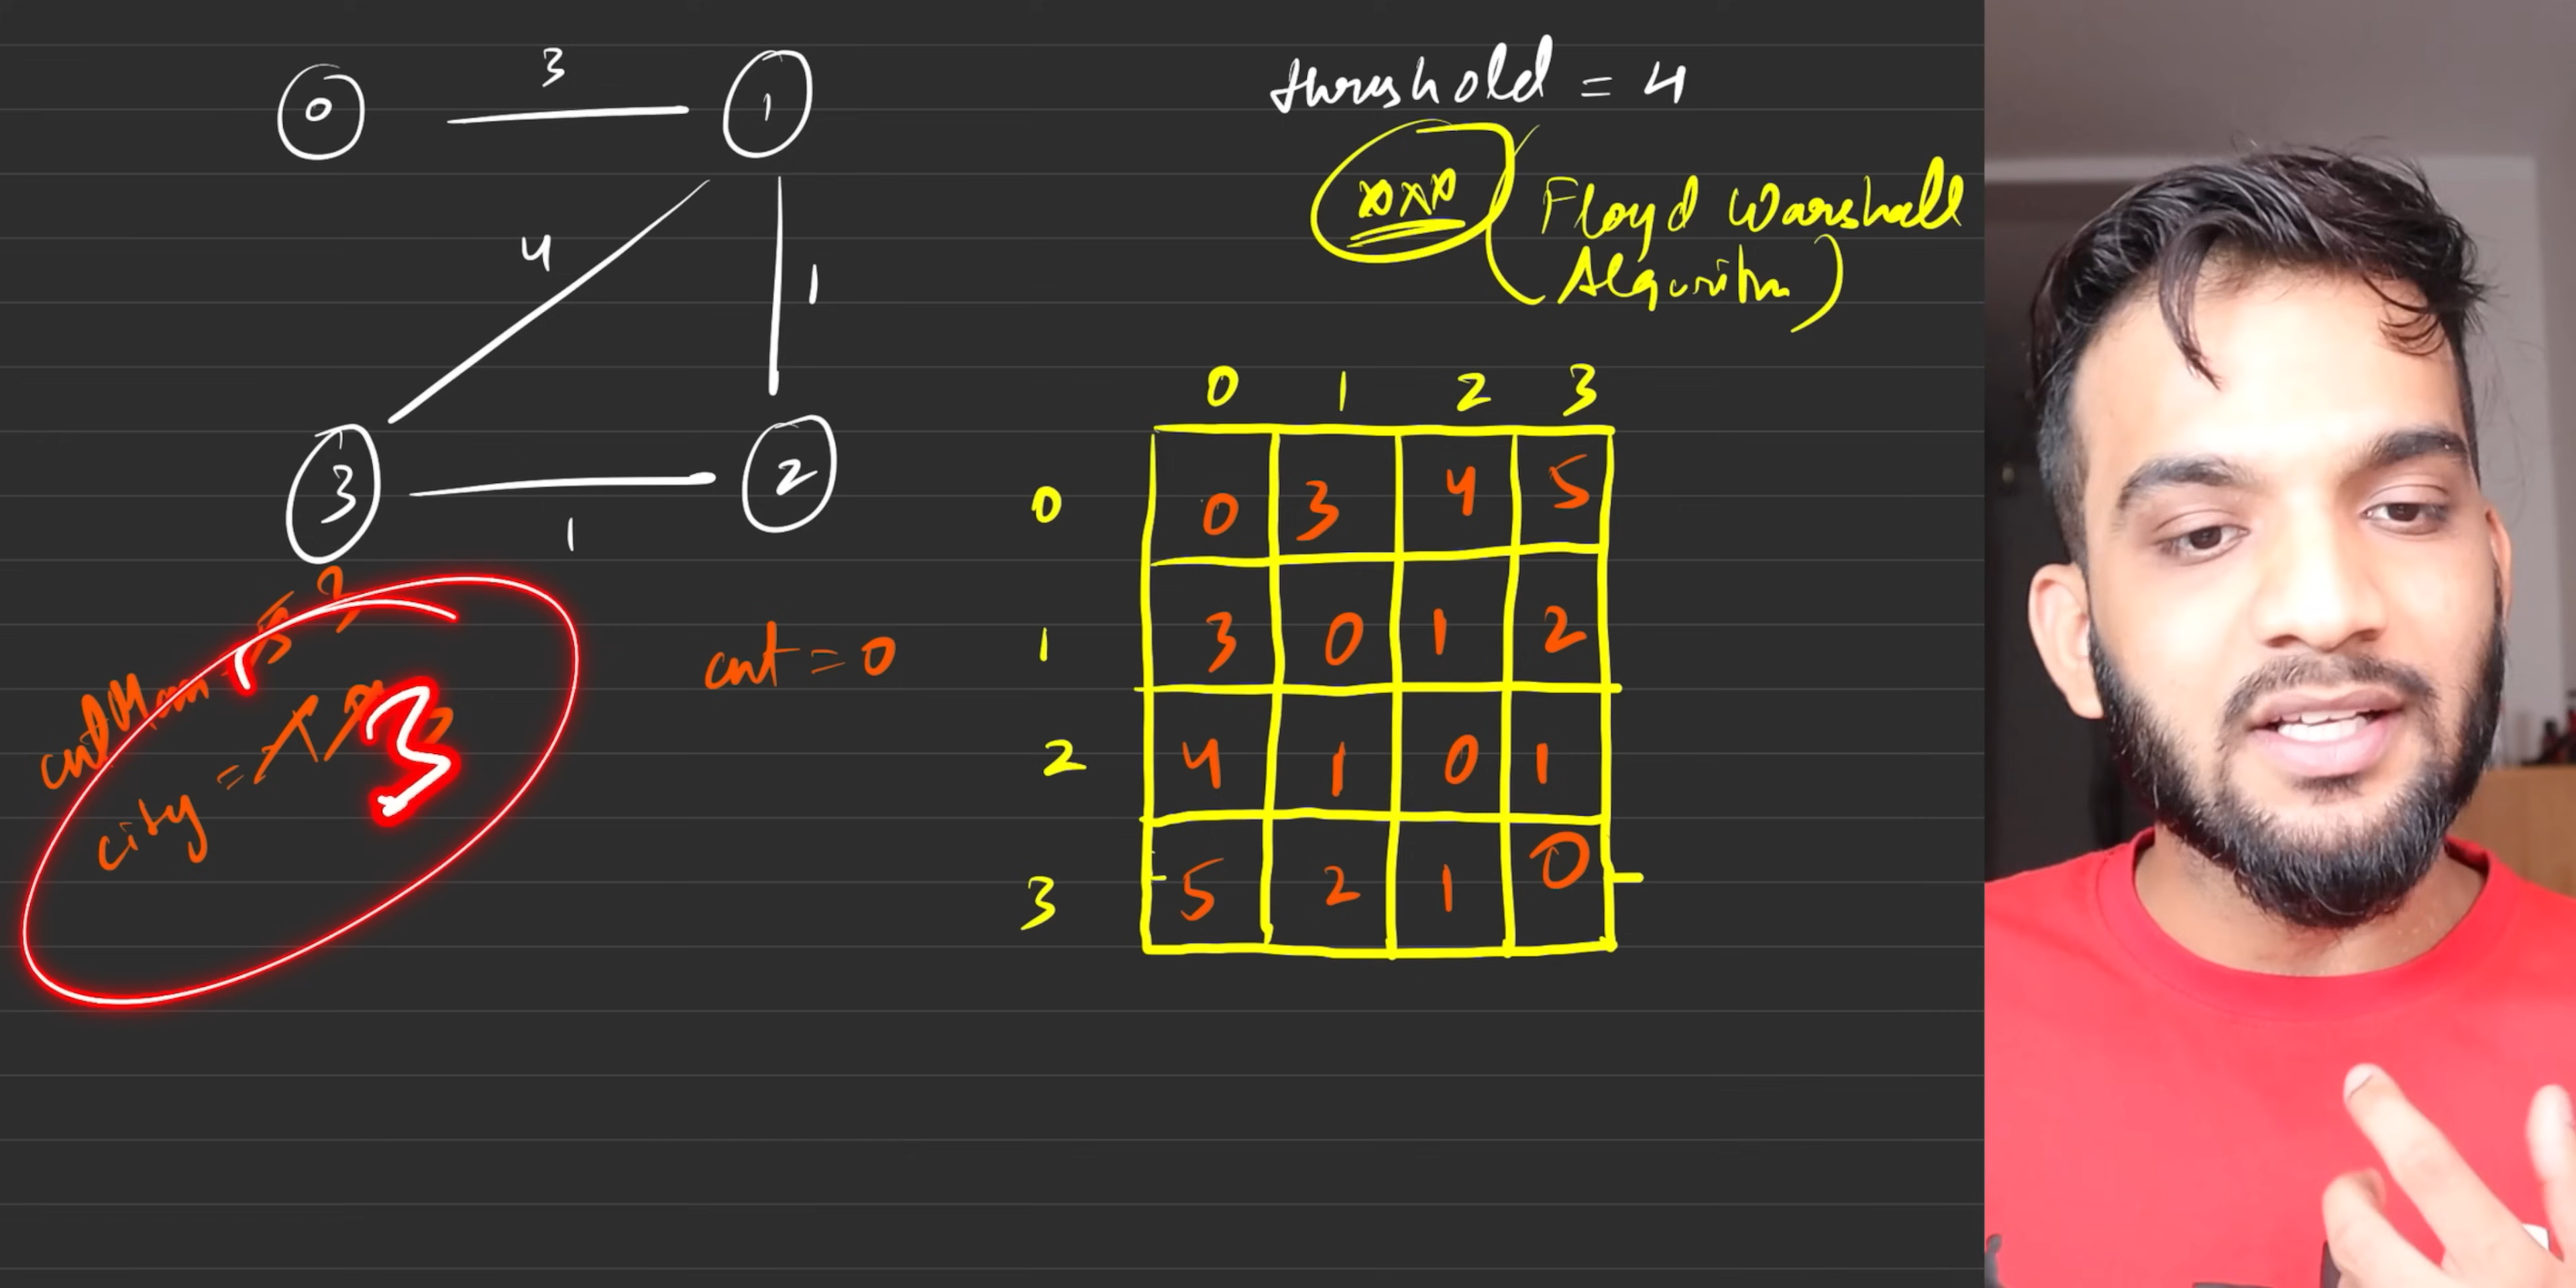 3
0 1
threshold = 4
nxn (Floyd Warshall
Algorithm)
4 1
3 2
1
0 1 2 3
0 0 3 4 5
1 3 0 1 2
2 4 1 0 1
3 5 2 1 0
cnt = 0
city = 3